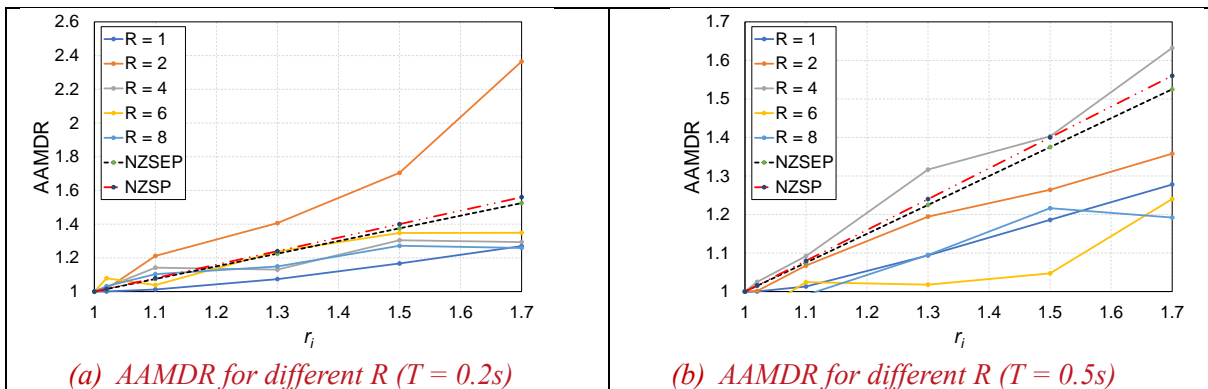 2.6
2.4
2.2
2
1.8
1.6
1.4
1.2
1
AAMDR
R = 1
R = 2
R = 4
R = 6
R = 8
NZSEP
NZSP
1 1.1 1.2 1.3 1.4 1.5 1.6 1.7
r_i
(a) AAMDR for different R (T = 0.2s)
1.7
1.6
1.5
1.4
1.3
1.2
1.1
1
AAMDR
R = 1
R = 2
R = 4
R = 6
R = 8
NZSEP
NZSP
1 1.1 1.2 1.3 1.4 1.5 1.6 1.7
r_i
(b) AAMDR for different R (T = 0.5s)